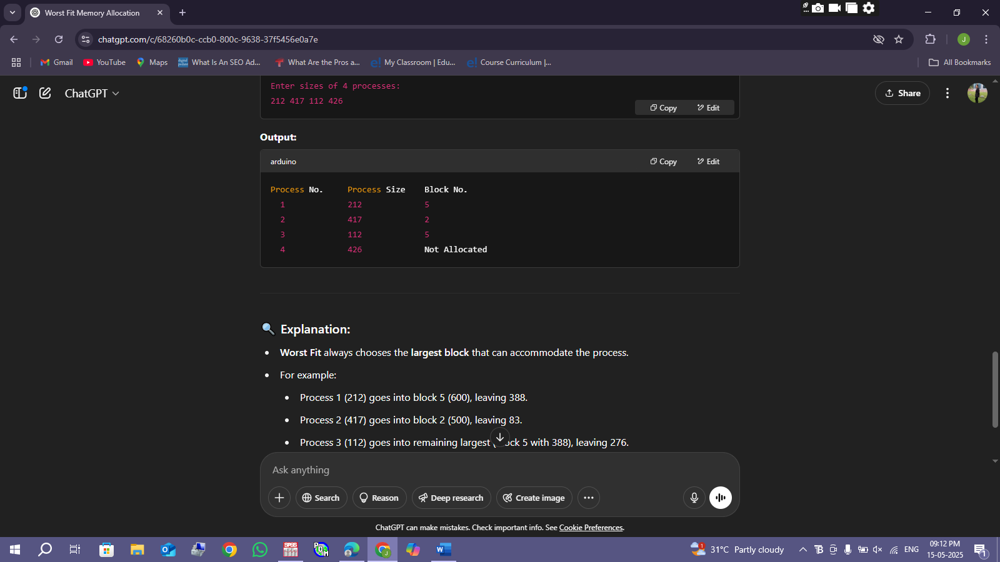 Worst Fit Memory Allocation
chatgpt.com/c/68260b0c-ccb0-800c-9638-37f5456e0a7e
J
Gmail
YouTube
Maps
What Is An SEO Ad...
What Are the Pros a...
My Classroom | Edu...
Course Curriculum |...
All Bookmarks
ChatGPT
Share
Enter sizes of 4 processes:
212 417 112 426
Copy Edit
Output:
arduino Copy Edit
Process No. Process Size Block No.
1 212 5
2 417 2
3 112 5
4 426 Not Allocated
Explanation:
• Worst Fit always chooses the largest block that can accommodate the process.
• For example:
• Process 1 (212) goes into block 5 (600), leaving 388.
• Process 2 (417) goes into block 2 (500), leaving 83.
• Process 3 (112) goes into remaining largest ock 5 with 388), leaving 276.
Ask anything
Search Reason Deep research Create image
ChatGPT can make mistakes. Check important info. See Cookie Preferences.
SPSS
1 31°C Partly cloudy
ENG
09:12 PM
15-05-2025
1